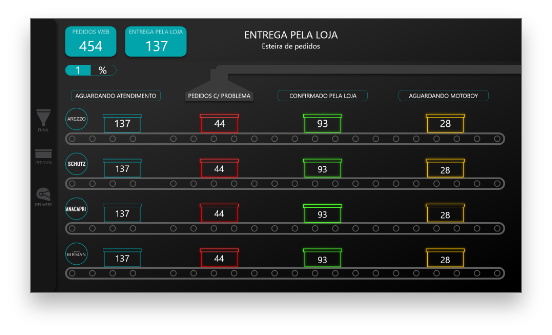 PEDIDOS WEB
454
ENTREGA PELA LOJA
137
ENTREGA PELA LOJA
Esteira de pedidos
1 %
AGUARDANDO ATENDIMENTO
PEDIDOS C/ PROBLEMA
CONFIRMADO PELA LOJA
AGUARDANDO MOTOBOY
AREZZO 137 44 93 28
SCHUTZ 137 44 93 28
ANACAPRI 137 44 93 28
BIRMAN 137 44 93 28